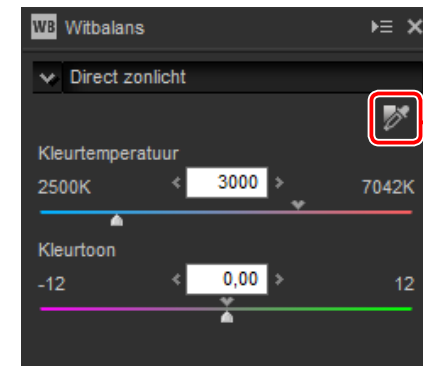 WB Witbalans
Direct zonlicht
Kleurtemperatuur
2500K 3000 7042K
Kleurtoon
-12 0,00 12